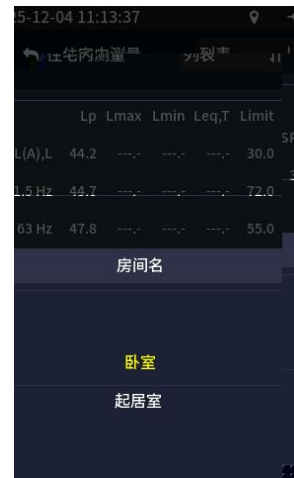 5-12-04 11:13:37
住宅内测量 列表
Lp Lmax Lmin Leq,T Limit
L(A),L 44.2 ---.- ---.- ---.- 30.0
1.5 Hz 44.7 ---.- ---.- ---.- 72.0
63 Hz 47.8 ---.- ---.- ---.- 55.0
房间名
卧室
起居室